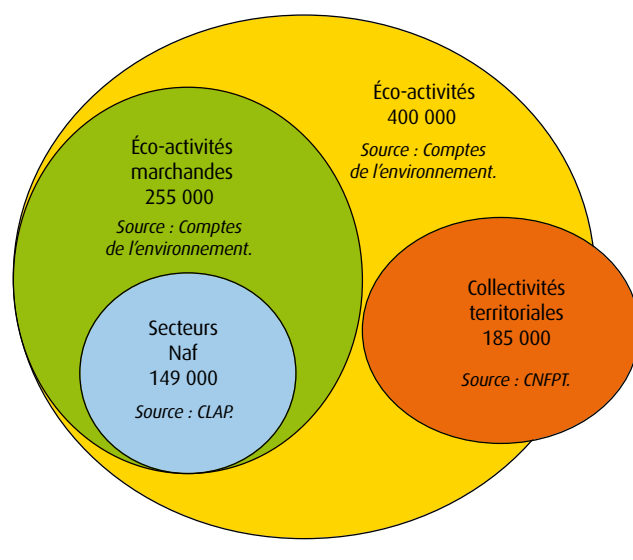 Éco-activités
400 000
Source : Comptes
de l'environnement.
Éco-activités
marchandes
255 000
Source : Comptes
de l'environnement.
Collectivités
territoriales
185 000
Source : CNFPT.
Secteurs
Naf
149 000
Source : CLAP.